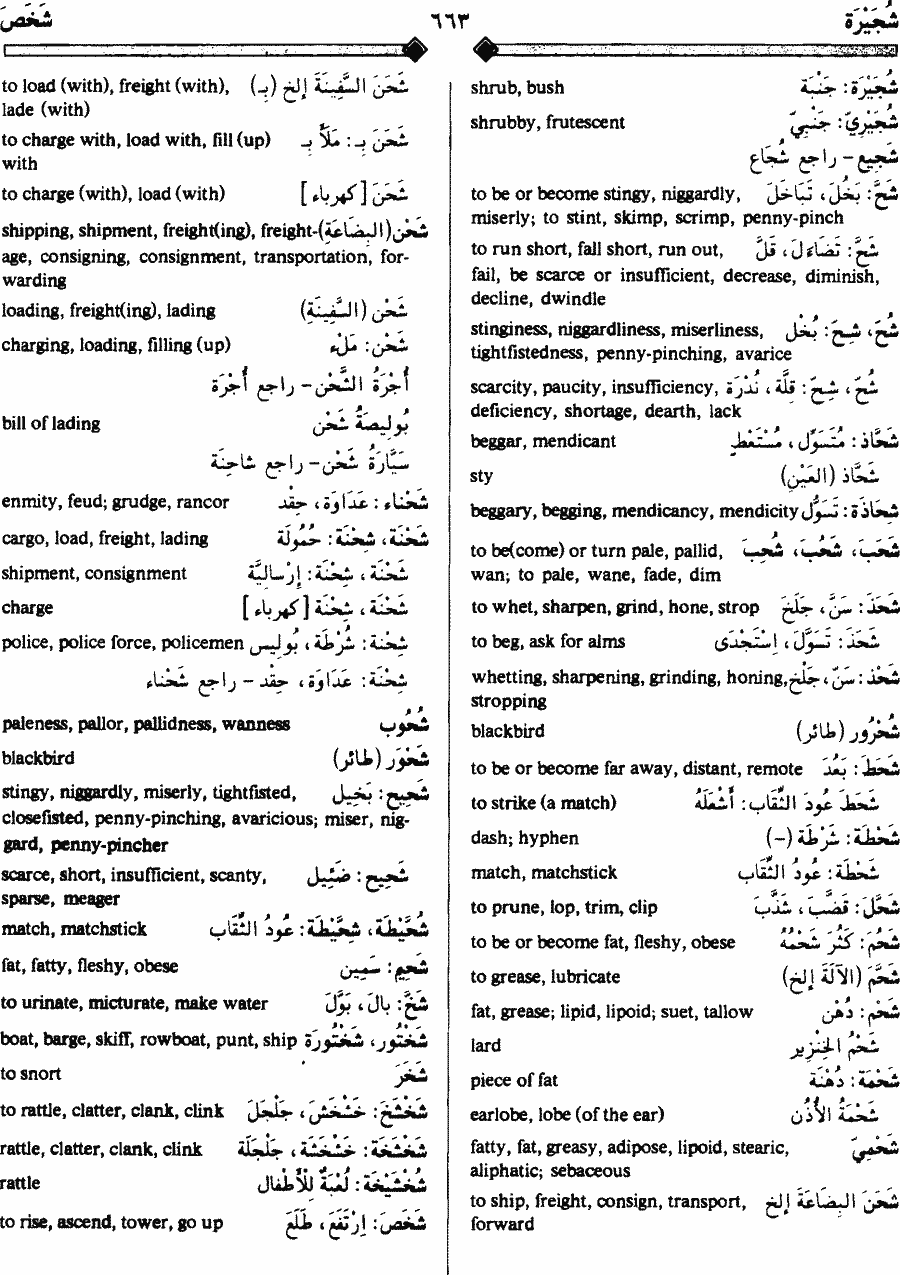 شُجَيْرَة ٦٦٣ شَخَصَ
شُجَيْرَة: جَنْبَة shrub, bush
شُجَيْرِيّ: جَنْبِيّ shrubby, frutescent
شَجِيع - راجع شُجَاع
شَحَّ: بَخُلَ، تَبَاخَلَ to be or become stingy, niggardly,
miserly; to stint, skimp, scrimp, penny-pinch
شَحَّ: تَضَاءَلَ، قَلَّ to run short, fall short, run out,
fail, be scarce or insufficient, decrease, diminish,
decline, dwindle
شُحّ، شِحّ: بُخْل stinginess, niggardliness, miserliness,
tightfistedness, penny-pinching, avarice
شُحّ، شِحّ: قِلَّة، نُدْرَة scarcity, paucity, insufficiency,
deficiency, shortage, dearth, lack
شَحَّاذ: مُتَسَوِّل، مُسْتَعْطٍ beggar, mendicant
شَحَّاذ (العَيْن) sty
شِحَاذَة: تَسَوُّل beggary, begging, mendicancy, mendicity
شَحَبَ، شَحُبَ، شُحِبَ to be(come) or turn pale, pallid,
wan; to pale, wane, fade, dim
شَحَذَ: سَنَّ، جَلَخَ to whet, sharpen, grind, hone, strop
شَحَذَ: تَسَوَّلَ، اِسْتَجْدَى to beg, ask for alms
شَحْذ: سَنّ، جَلْخ whetting, sharpening, grinding, honing,
stropping
شُحْرُور (طائر) blackbird
شَحَطَ: بَعُدَ to be or become far away, distant, remote
شَحَطَ عُودَ الثِّقَاب: أَشْعَلَهُ to strike (a match)
شَحْطَة: شَرْطَة (-) dash; hyphen
شَحْطَة: عُودُ الثِّقَاب match, matchstick
شَحَّلَ: قَضَّبَ، شَذَّبَ to prune, lop, trim, clip
شَحُمَ: كَثُرَ شَحْمُهُ to be or become fat, fleshy, obese
شَحَّمَ (الآلَةَ إلخ) to grease, lubricate
شَحْم: دُهْن fat, grease; lipid, lipoid; suet, tallow
شَحْمُ الخِنْزِير lard
شَحْمَة: دُهْنَة piece of fat
شَحْمَةُ الأُذُن earlobe, lobe (of the ear)
شَحْمِيّ fatty, fat, greasy, adipose, lipoid, stearic,
aliphatic; sebaceous
شَحَنَ البِضَاعَةَ إلخ to ship, freight, consign, transport,
forward
شَحَنَ السَّفِينَةَ إلخ (بِـ) to load (with), freight (with),
lade (with)
شَحَنَ بِـ: مَلَأَ بِـ to charge with, load with, fill (up)
with
شَحَنَ [كهرباء] to charge (with), load (with)
شَحْن (البِضَاعَة) shipping, shipment, freight(ing), freight-
age, consigning, consignment, transportation, for-
warding
شَحْن (السَّفِينَة) loading, freight(ing), lading
شَحْن: مَلْء charging, loading, filling (up)
أُجْرَةُ الشَّحْن - راجع أُجْرَة
بُولِيصَةُ شَحْن bill of lading
سَيَّارَةُ شَحْن - راجع شاحِنَة
شَحْنَاء: عَدَاوَة، حِقْد enmity, feud; grudge, rancor
شَحْنَة، شِحْنَة: حُمُولَة cargo, load, freight, lading
شَحْنَة، شِحْنَة: إرْسَالِيَّة shipment, consignment
شَحْنَة، شِحْنَة [كهرباء] charge
شِحْنَة: شُرْطَة، بُولِيس police, police force, policemen
شِحْنَة: عَدَاوَة، حِقْد - راجع شَحْنَاء
شُحُوب paleness, pallor, pallidness, wanness
شَحْوَر (طائر) blackbird
شَحِيح: بَخِيل stingy, niggardly, miserly, tightfisted,
closefisted, penny-pinching, avaricious; miser, nig-
gard, penny-pincher
شَحِيح: ضَئِيل scarce, short, insufficient, scanty,
sparse, meager
شُحَّيْطَة، شِحَّيْطَة: عُودُ الثِّقَاب match, matchstick
شَحِيم: سَمِين fat, fatty, fleshy, obese
شَخَّ: بالَ، بَوَّلَ to urinate, micturate, make water
شَخْتُور، شَخْتُورَة boat, barge, skiff, rowboat, punt, ship
شَخَرَ to snort
شَخْشَخَ: خَشْخَشَ، جَلْجَلَ to rattle, clatter, clank, clink
شَخْشَخَة: خَشْخَشَة، جَلْجَلَة rattle, clatter, clank, clink
شُخْشَيْخَة: لُعْبَةٌ لِلأَطْفال rattle
شَخَصَ: اِرْتَفَعَ، طَلَعَ to rise, ascend, tower, go up